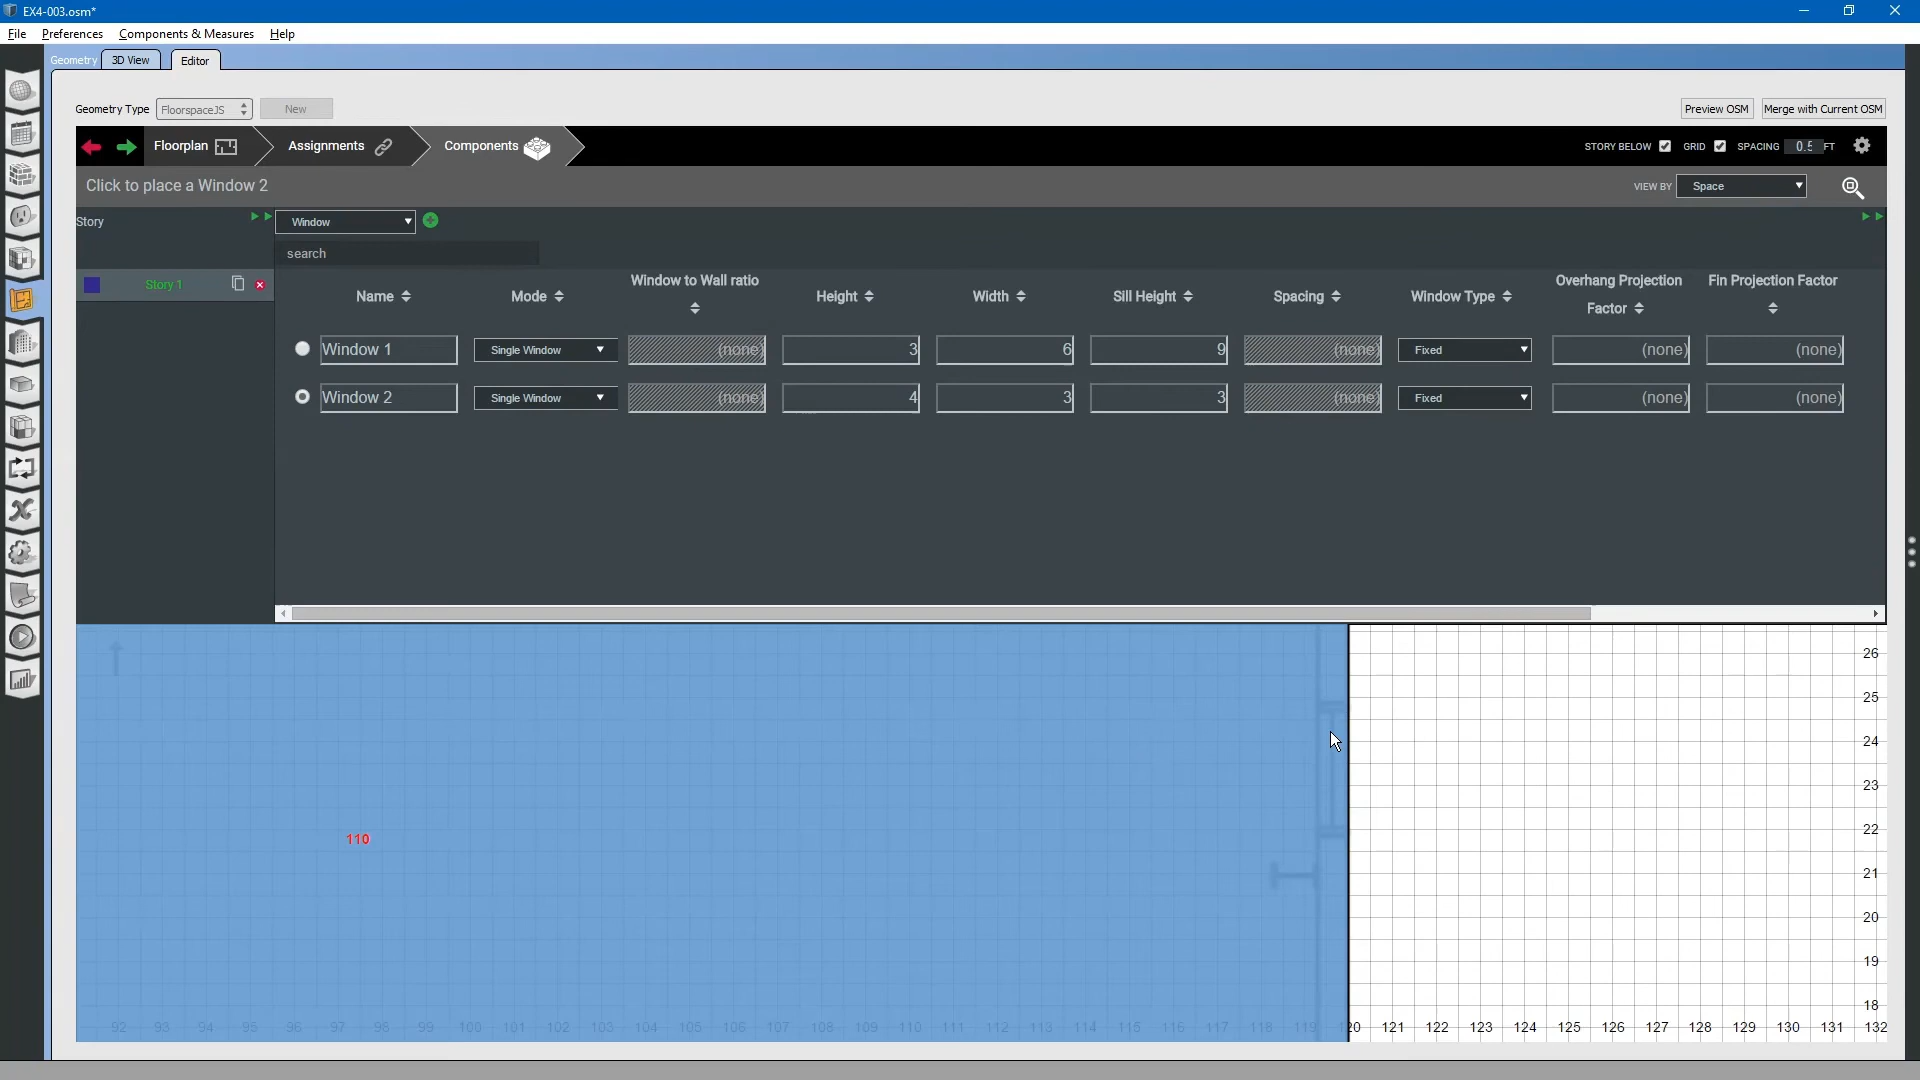 EX4-003.osm*
File Preferences Components & Measures Help
Geometry 3D View Editor
Geometry Type FloorspaceJS New Preview OSM Merge with Current OSM
Floorplan Assignments Components STORY BELOW GRID SPACING 0.5 FT
Click to place a Window 2 VIEW BY Space
Story Window
search
Story 1
Name Mode Window to Wall ratio Height Width Sill Height Spacing Window Type Overhang Projection Factor Fin Projection Factor
Window 1 Single Window (none) 3 6 9 (none) Fixed (none) (none)
Window 2 Single Window (none) 4 3 3 (none) Fixed (none) (none)
26
25
24
23
110 22
21
20
19
18
92 93 94 95 96 97 98 99 100 101 102 103 104 105 106 107 108 109 110 111 112 113 114 115 116 117 118 119 120 121 122 123 124 125 126 127 128 129 130 131 132